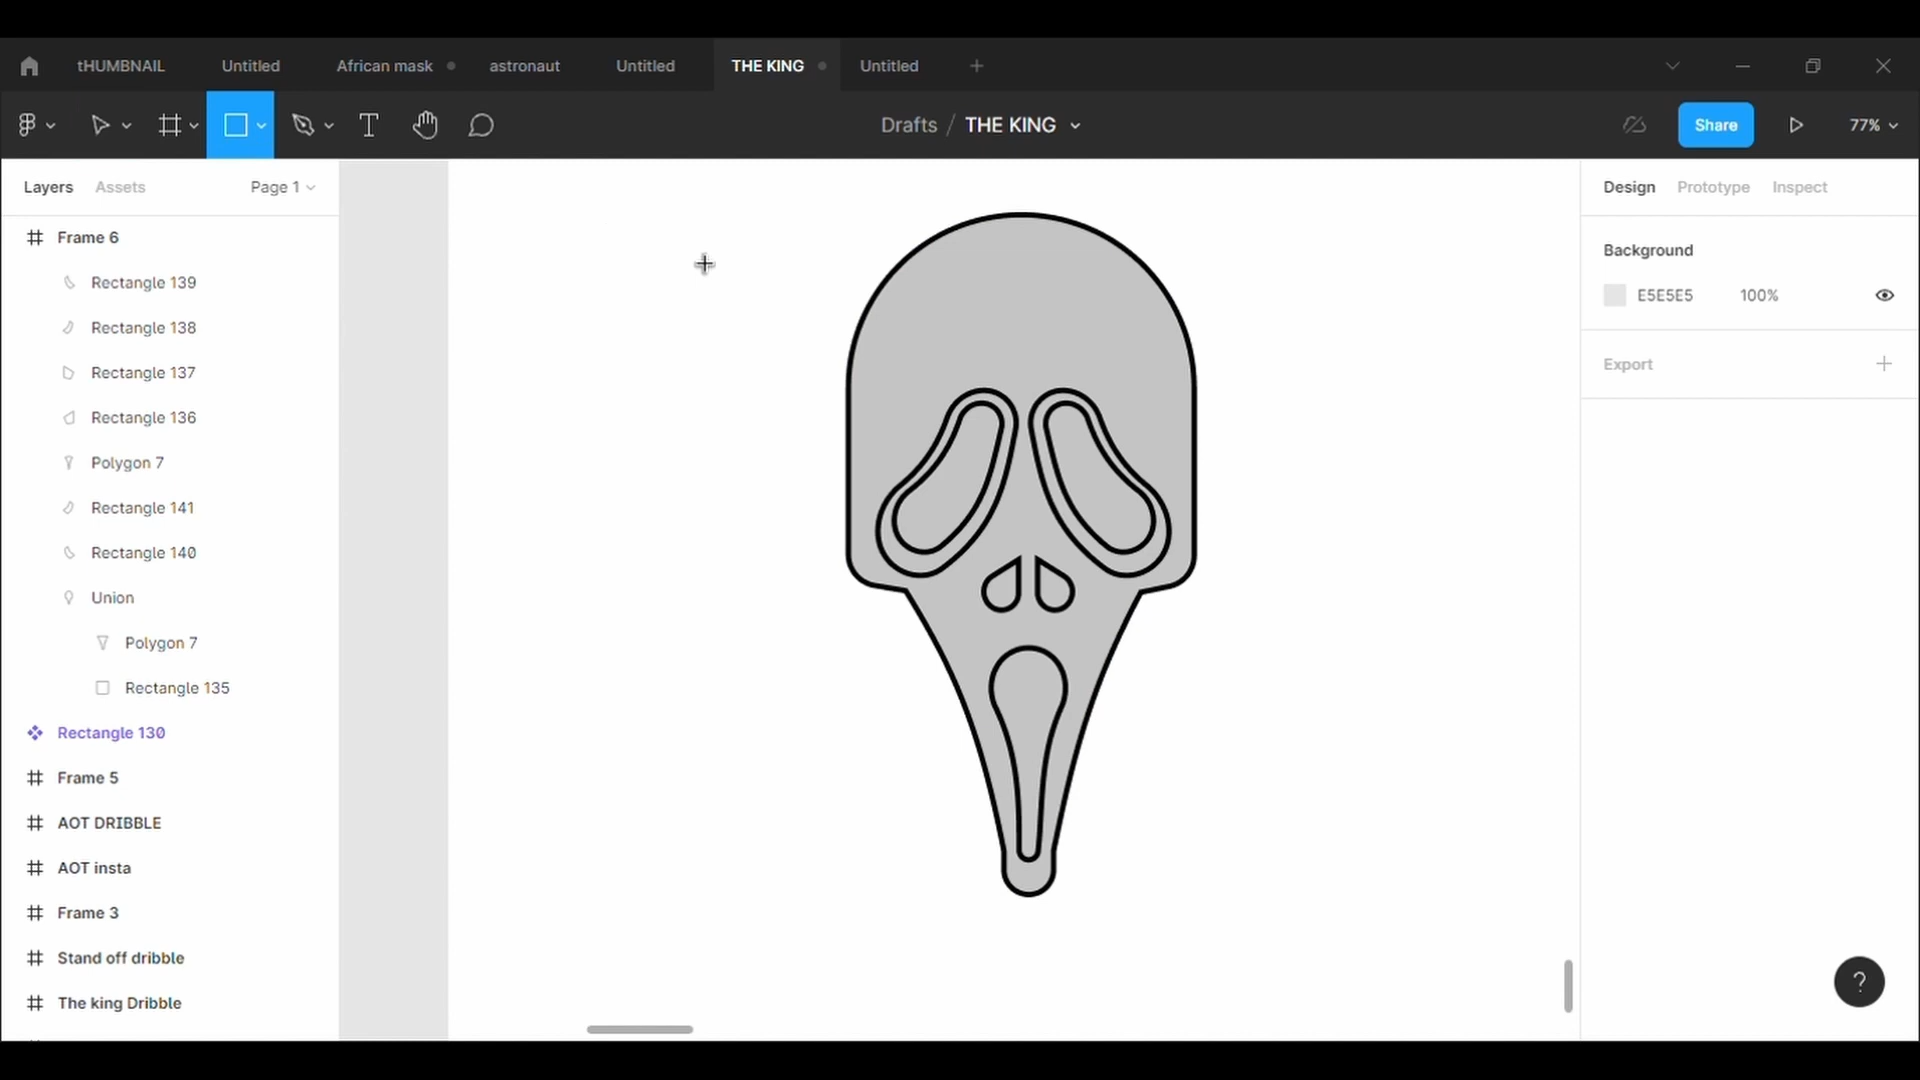 tHUMBNAIL Untitled African mask astronaut Untitled THE KING Untitled
Drafts / THE KING Share 77%
Layers Assets Page 1
Design Prototype Inspect
Frame 6
Background
Rectangle 139
E5E5E5 100%
Rectangle 138
Rectangle 137
Export
Rectangle 136
Polygon 7
Rectangle 141
Rectangle 140
Union
Polygon 7
Rectangle 135
Rectangle 130
Frame 5
AOT DRIBBLE
AOT insta
Frame 3
Stand off dribble
The king Dribble
?